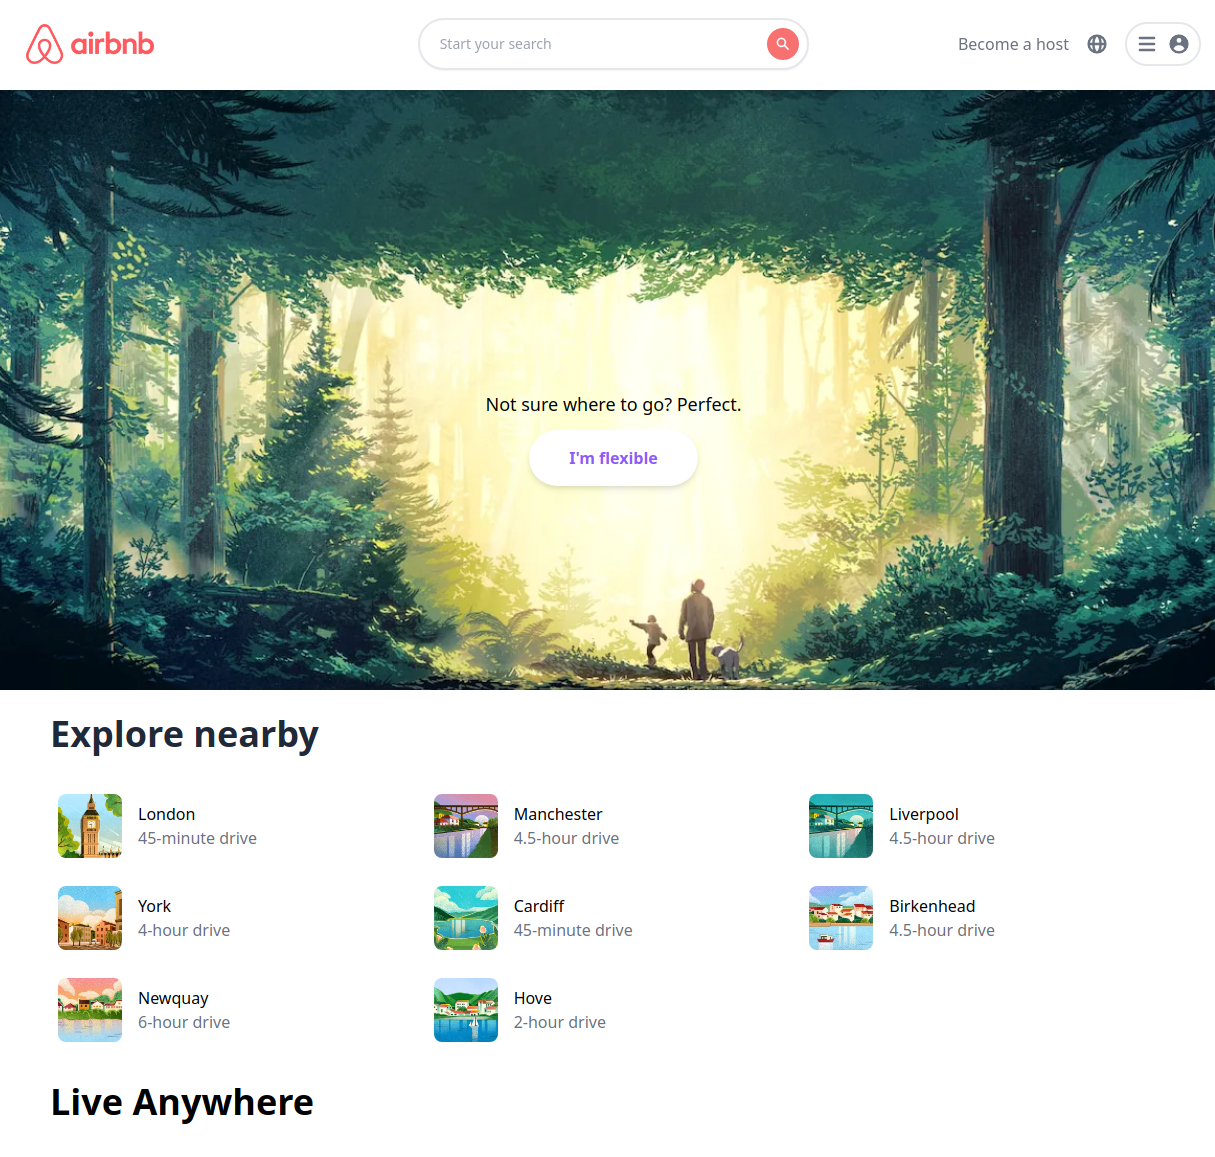 airbnb
Start your search
Become a host
Not sure where to go? Perfect.
I'm flexible
Explore nearby
London
45-minute drive
Manchester
4.5-hour drive
Liverpool
4.5-hour drive
York
4-hour drive
Cardiff
45-minute drive
Birkenhead
4.5-hour drive
Newquay
6-hour drive
Hove
2-hour drive
Live Anywhere